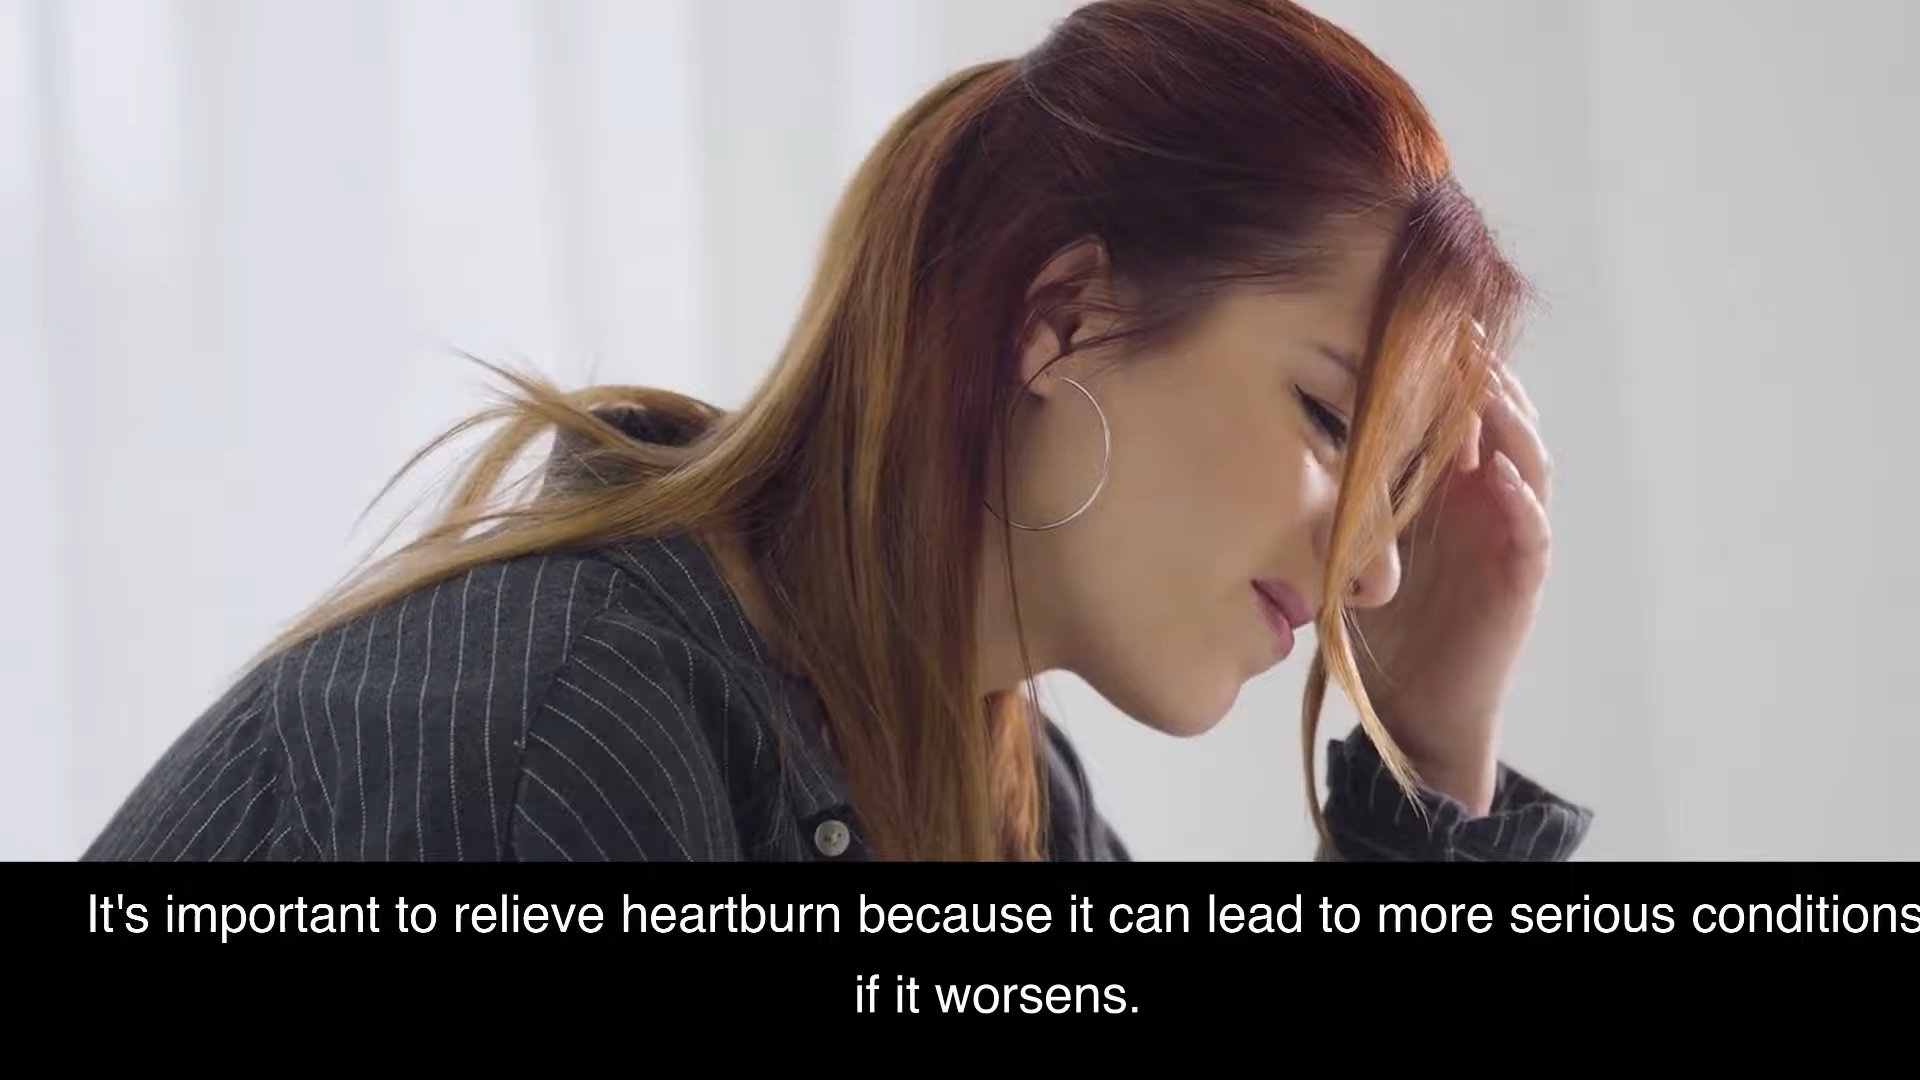 It's important to relieve heartburn because it can lead to more serious conditions
if it worsens.